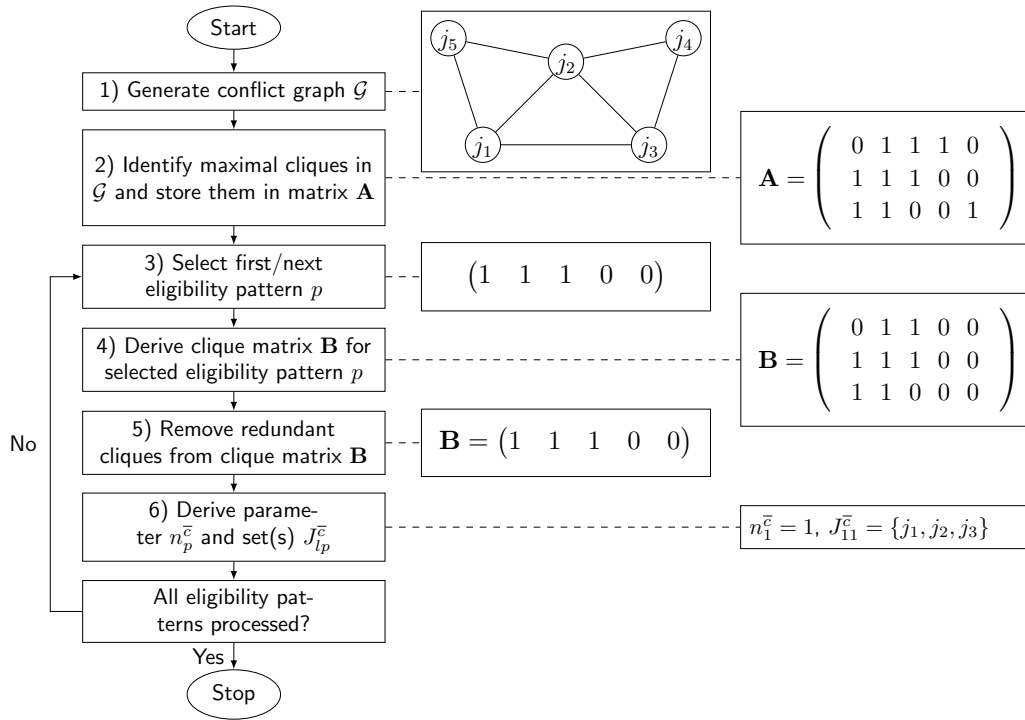 Start
1) Generate conflict graph 𝒢
j₅
j₄
j₂
j₁
j₃
2) Identify maximal cliques in
𝒢 and store them in matrix A
A = ( 0 1 1 1 0
1 1 1 0 0
1 1 0 0 1 )
3) Select first/next
eligibility pattern p
(1 1 1 0 0)
4) Derive clique matrix B for
selected eligibility pattern p
B = ( 0 1 1 0 0
1 1 1 0 0
1 1 0 0 0 )
No
5) Remove redundant
cliques from clique matrix B
B = (1 1 1 0 0)
6) Derive parame-
ter n_p^{c̅} and set(s) J_{lp}^{c̅}
n_1^{c̅} = 1, J_{11}^{c̅} = {j₁, j₂, j₃}
All eligibility pat-
terns processed?
Yes
Stop